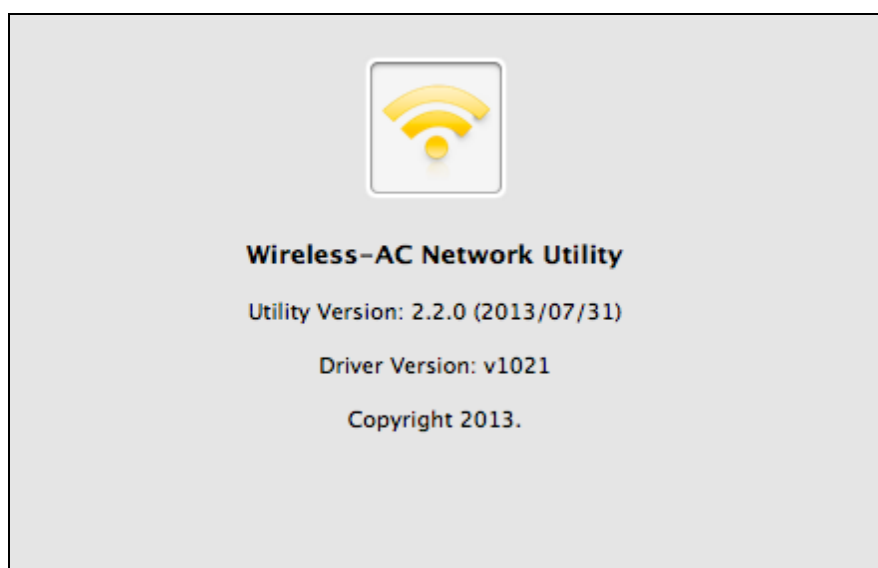 Wireless-AC Network Utility
Utility Version: 2.2.0 (2013/07/31)
Driver Version: v1021
Copyright 2013.